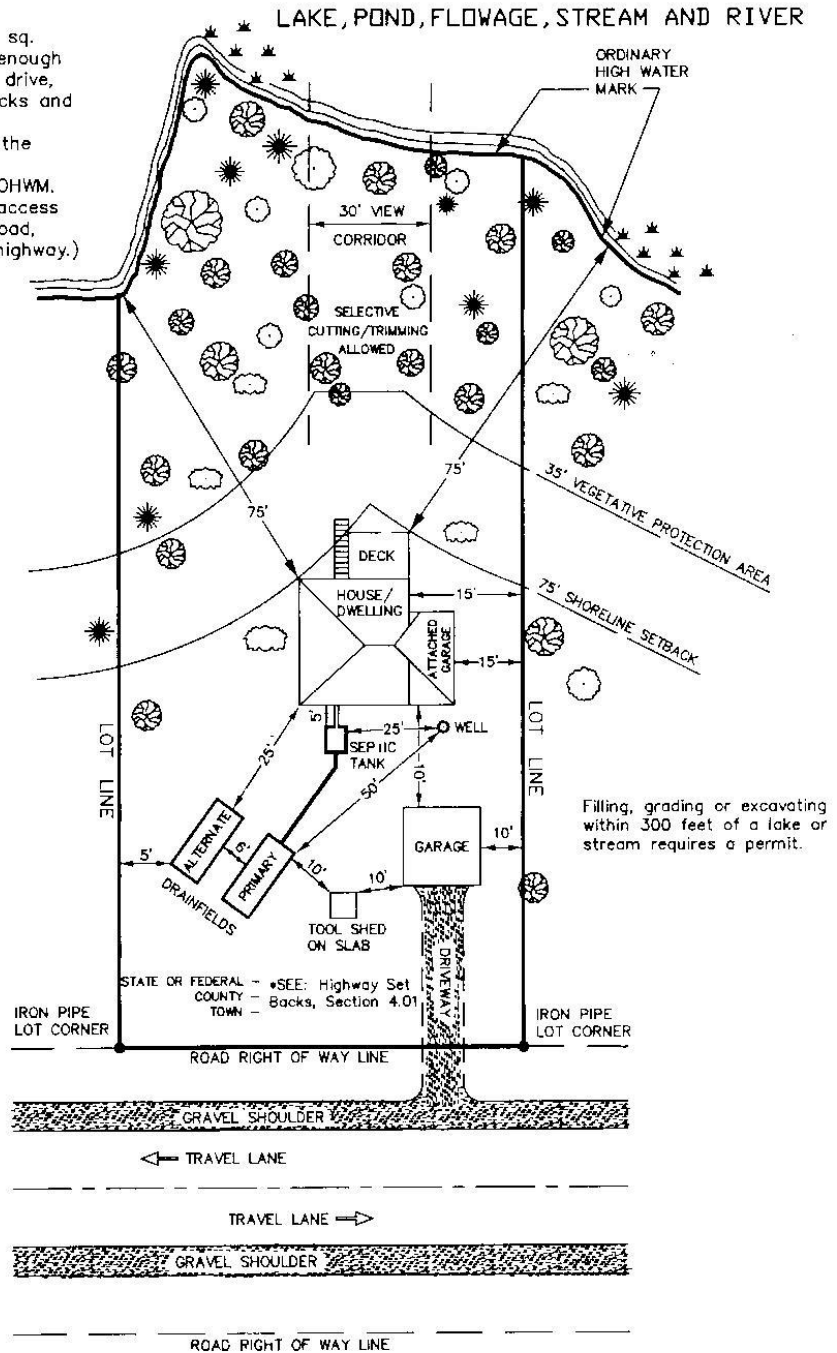 LAKE, POND, FLOWAGE, STREAM AND RIVER
sq.
enough
drive,
cks and
the
OHWM.
access
oad,
highway.)
ORDINARY
HIGH WATER
MARK
30' VIEW
CORRIDOR
SELECTIVE
CUTTING/TRIMMING
ALLOWED
75'
75'
35' VEGETATIVE PROTECTION AREA
75' SHORELINE SETBACK
DECK
HOUSE/
DWELLING
15'
ATTACHED
GARAGE
15'
LOT LINE
LOT LINE
5'
25'
WELL
SEPTIC
TANK
25'
50'
10'
Filling, grading or excavating
within 300 feet of a lake or
stream requires a permit.
ALTERNATE
6'
PRIMARY
5'
DRAINFIELDS
10'
10'
GARAGE
10'
TOOL SHED
ON SLAB
DRIVEWAY
STATE OR FEDERAL - *SEE: Highway Set
COUNTY - Backs, Section 4.01
TOWN -
IRON PIPE
LOT CORNER
IRON PIPE
LOT CORNER
ROAD RIGHT OF WAY LINE
GRAVEL SHOULDER
TRAVEL LANE
TRAVEL LANE
GRAVEL SHOULDER
ROAD RIGHT OF WAY LINE